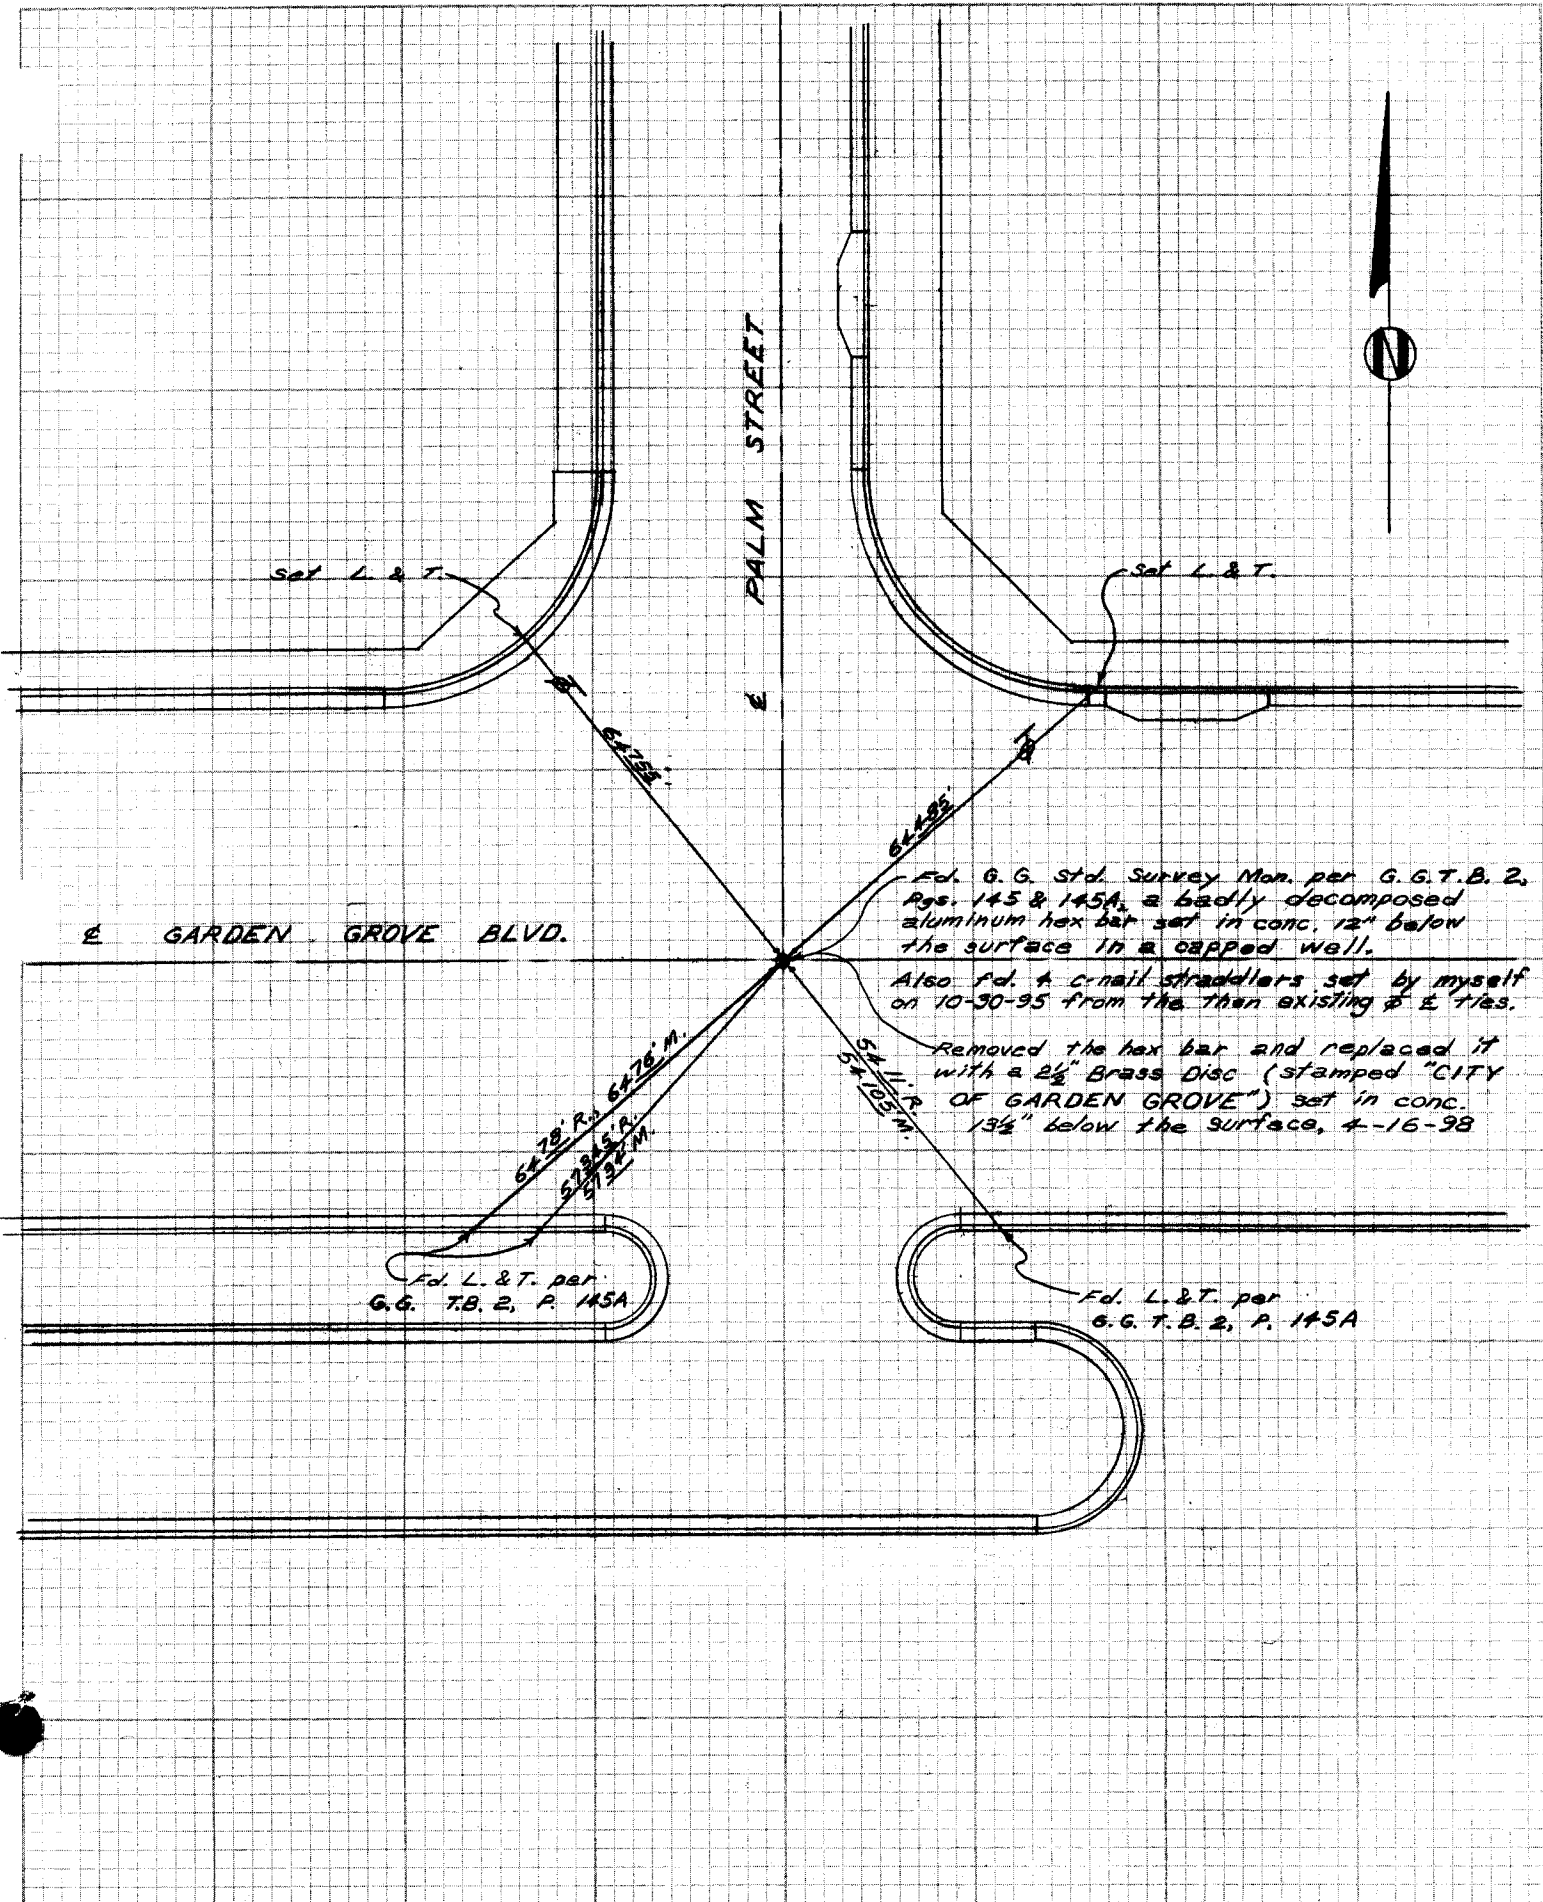 N
PALM STREET
℄
Set L. & T.
Set L. & T.
64.755'
64.485'
Fd. G.G. Std. Survey Mon. per G.G.T.B. 2,
Pgs. 145 & 145A, a badly decomposed
aluminum hex bar set in conc. 12" below
the surface in a capped well.
℄ GARDEN GROVE BLVD.
Also fd. 4 c-nail straddlers set by myself
on 10-30-95 from the then existing ℄ ties.
Removed the hex bar and replaced it
with a 2½" Brass Disc (stamped "CITY
OF GARDEN GROVE") set in conc.
13½" below the surface, 4-16-98
64.78' R., 64.76' M.
57.345' R.
57.34' M.
54.11' R.
54.105' M.
Fd. L. & T. per
G.G. T.B. 2, P. 145A
Fd. L. & T. per
G.G. T.B. 2, P. 145A